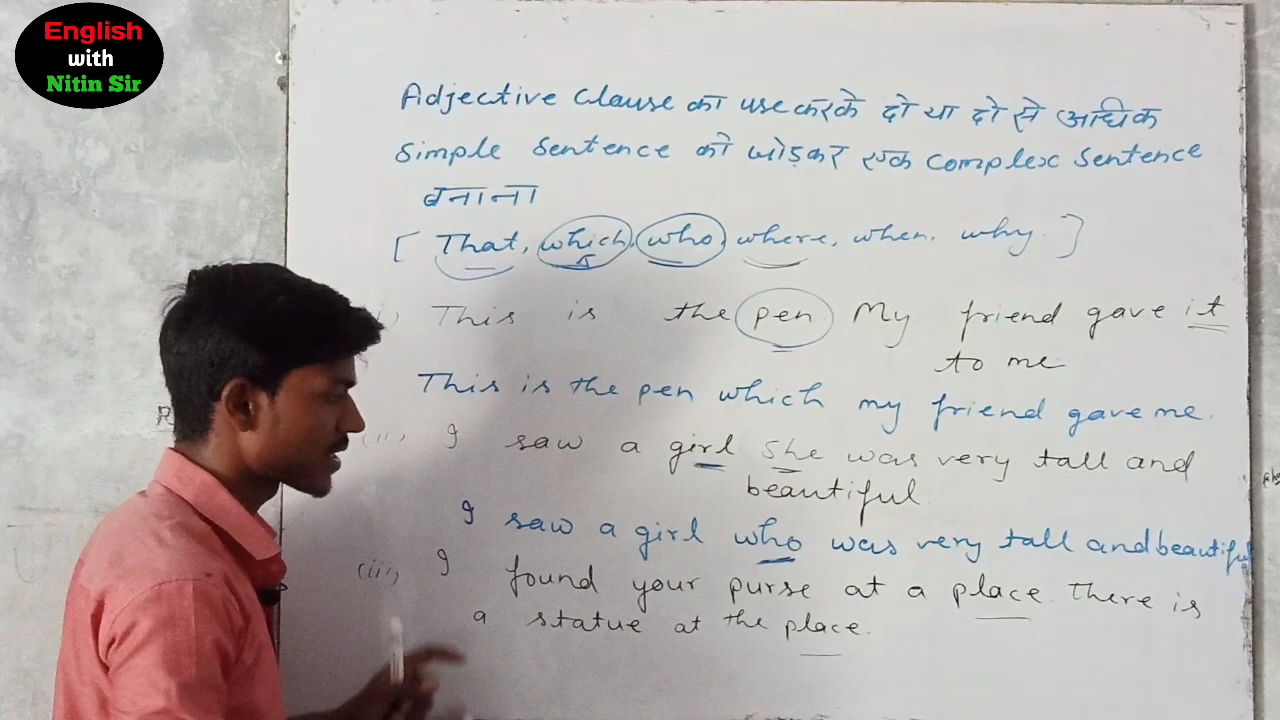 English
with
Nitin Sir
Adjective Clause का use करके दो या दो से अधिक
Simple Sentence को जोड़कर एक Complex Sentence
बनाना
[ That, which, who, where, when, why ]
i) This is the pen My friend gave it
to me
This is the pen which my friend gave me.
(ii) I saw a girl. She was very tall and
beautiful
I saw a girl who was very tall and beautiful
(iii) I found your purse at a place. There is
a statue at the place.